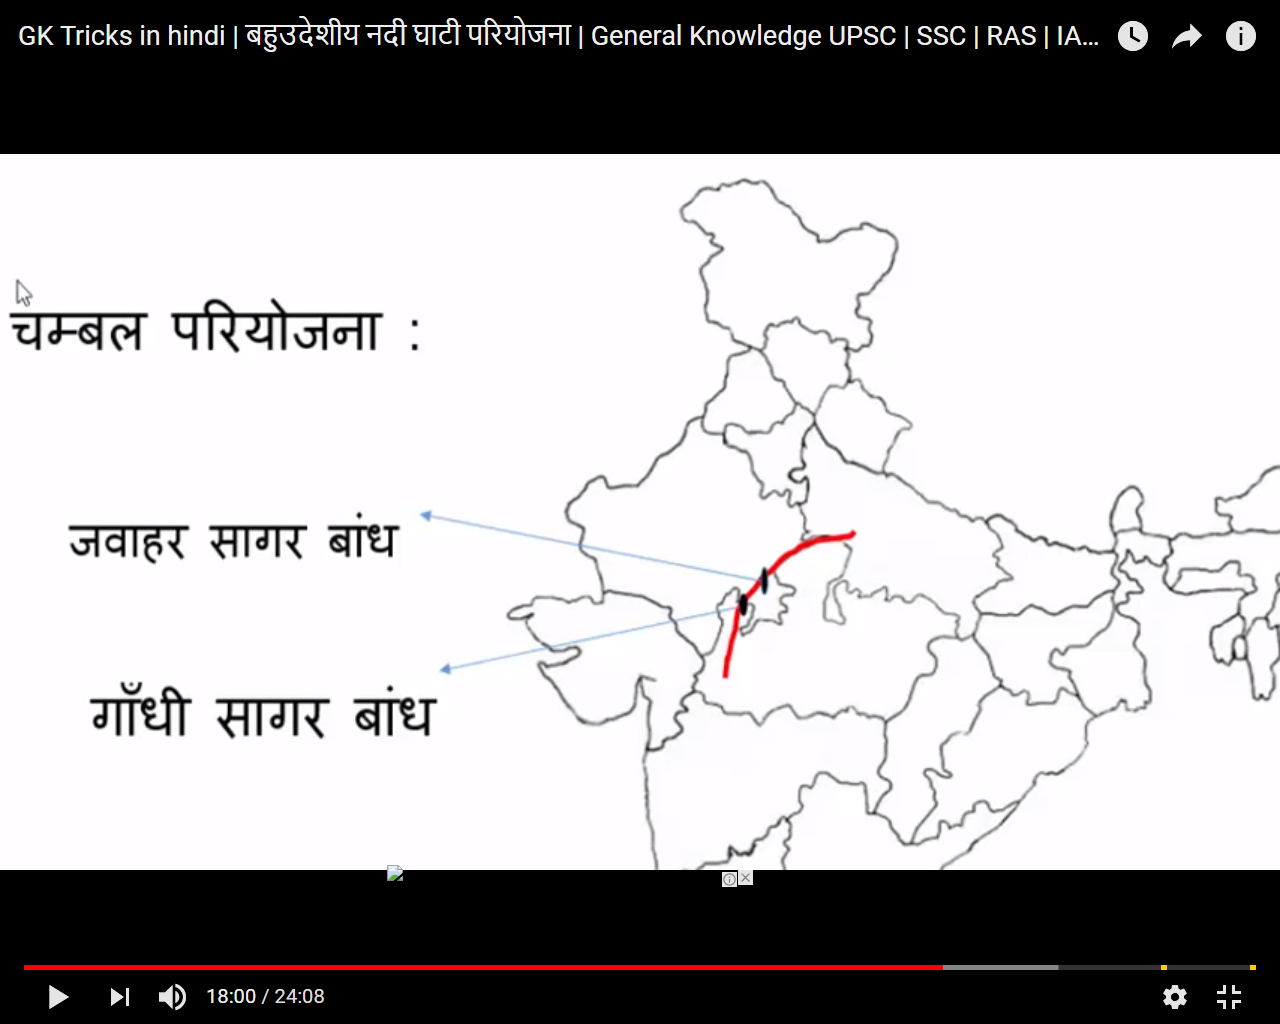 GK Tricks in hindi | बहुउदेशीय नदी घाटी परियोजना | General Knowledge UPSC | SSC | RAS | IA...
चम्बल परियोजना :
जवाहर सागर बांध
गाँधी सागर बांध
18:00 / 24:08